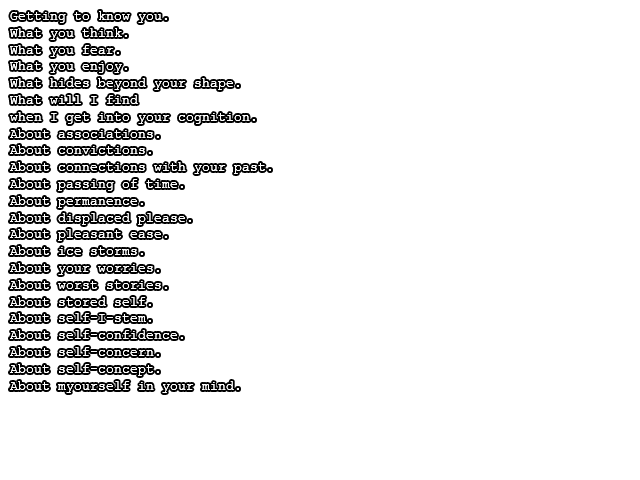 Getting to know you.
What you think.
What you fear.
What you enjoy.
What hides beyond your shape.
What will I find
when I get into your cognition.
About associations.
About convictions.
About connections with your past.
About passing of time.
About permanence.
About displaced please.
About pleasant ease.
About ice storms.
About your worries.
About worst stories.
About stored self.
About self-I-stem.
About self-confidence.
About self-concern.
About self-concept.
About myourself in your mind.